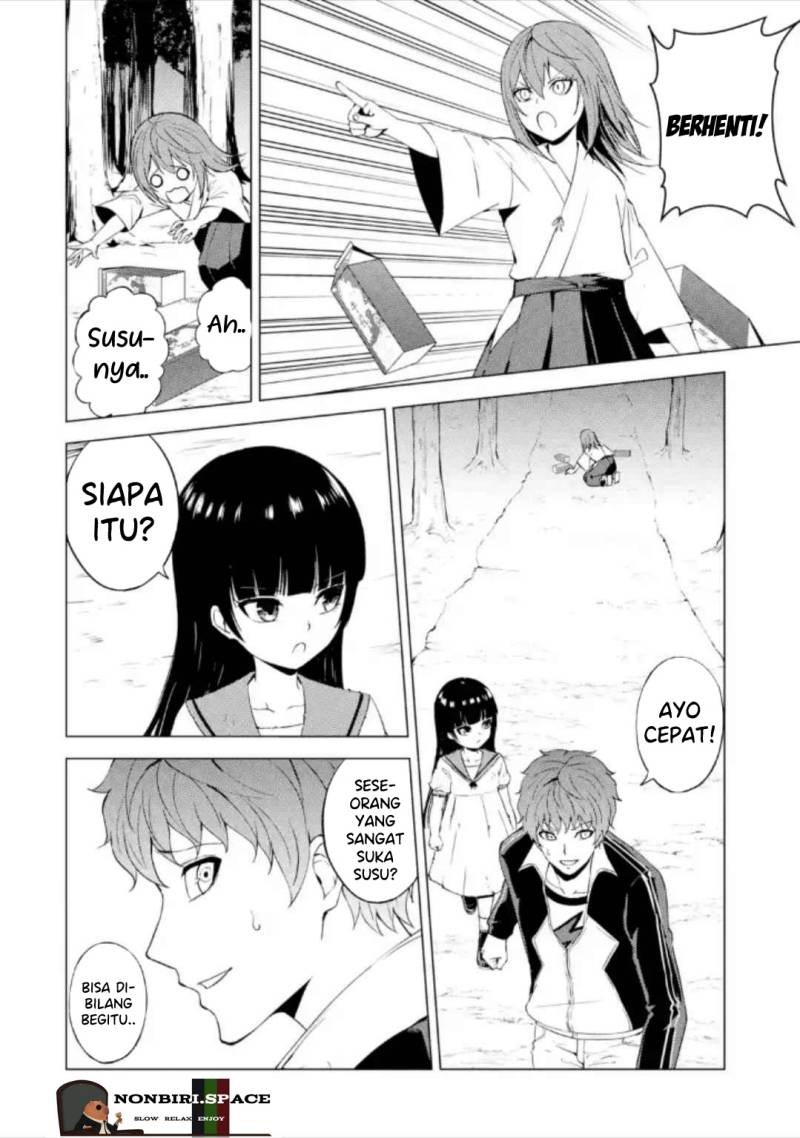 BERHENTI!
Ah..
Susu-
nya..
SIAPA
ITU?
AYO
CEPAT!
SESE-
ORANG
YANG
SANGAT
SUKA
SUSU?
BISA DI-
BILANG
BEGITU..
NONBIRI.SPACE
SLOW RELAX ENJOY